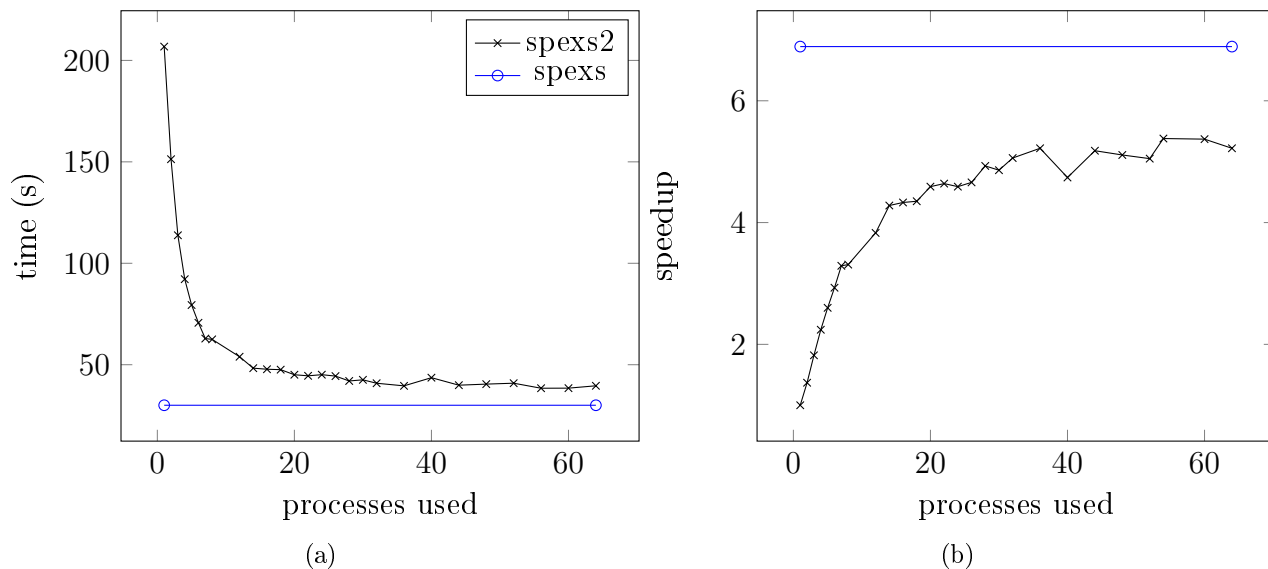 spexs2
spexs
200
150
100
50
time (s)
0 20 40 60
processes used
(a)
6
4
2
speedup
0 20 40 60
processes used
(b)